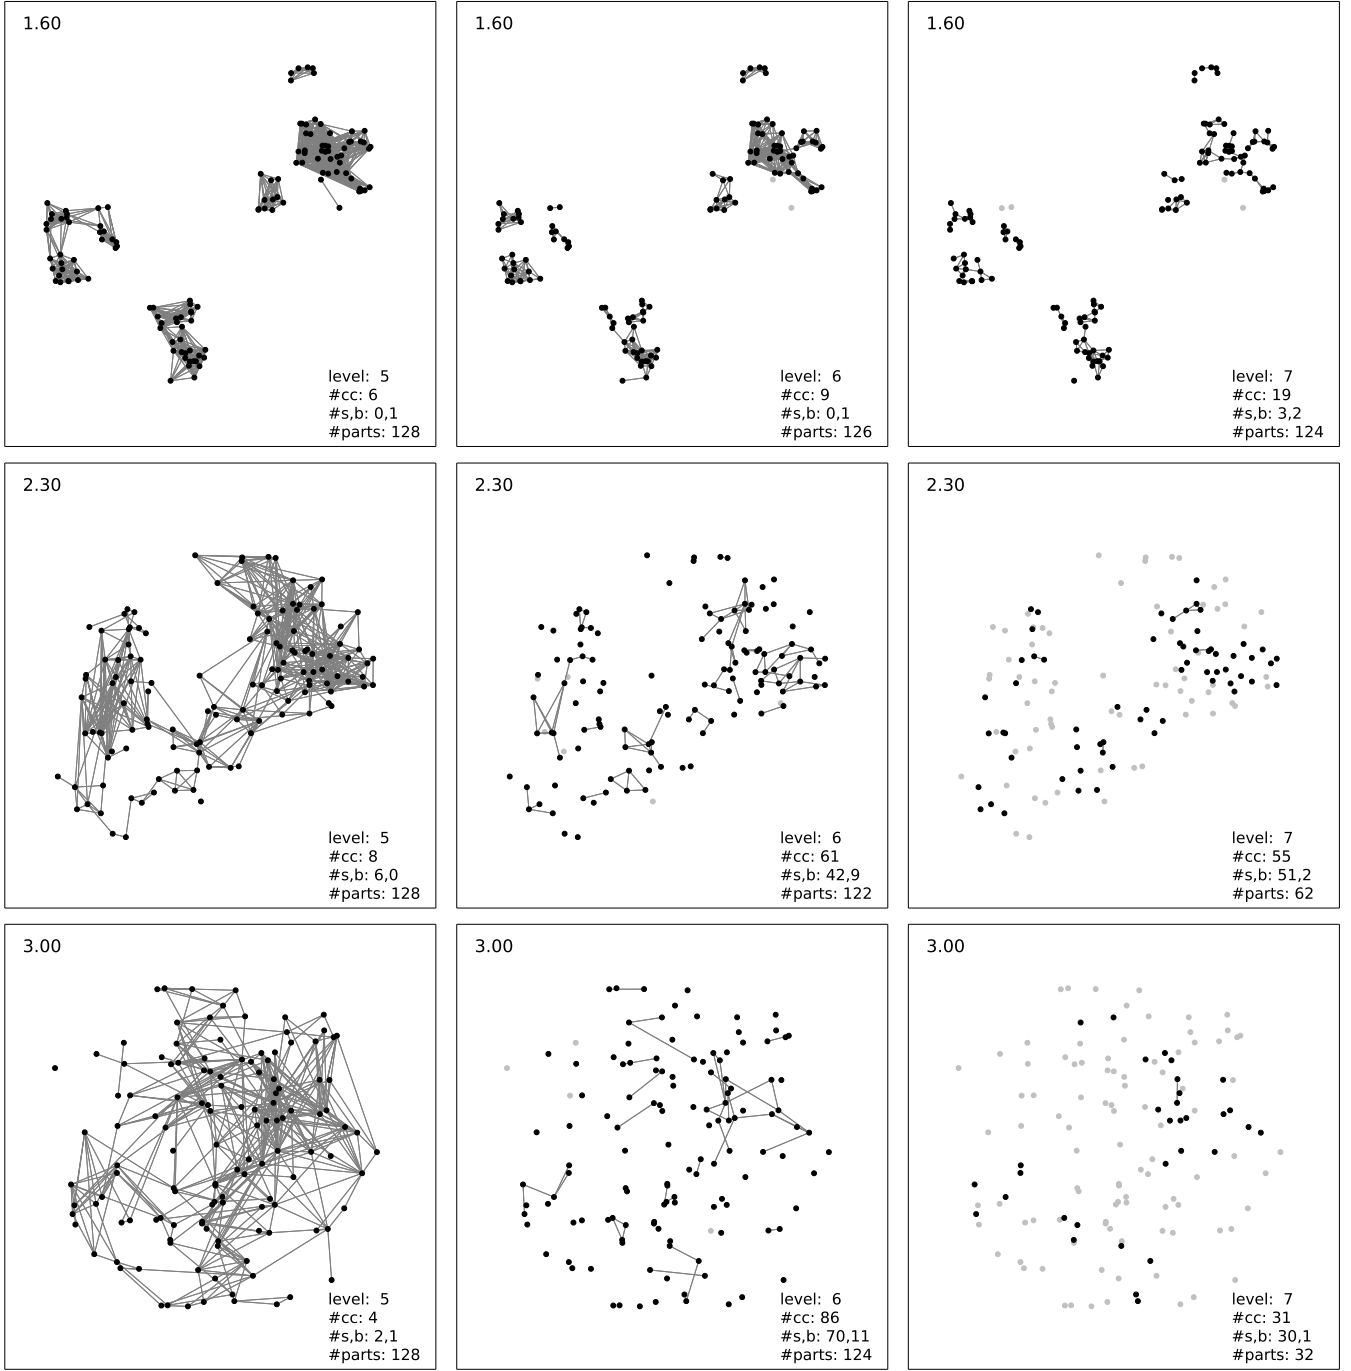 1.60
level: 5
#cc: 6
#s,b: 0,1
#parts: 128
1.60
level: 6
#cc: 9
#s,b: 0,1
#parts: 126
1.60
level: 7
#cc: 19
#s,b: 3,2
#parts: 124
2.30
level: 5
#cc: 8
#s,b: 6,0
#parts: 128
2.30
level: 6
#cc: 61
#s,b: 42,9
#parts: 122
2.30
level: 7
#cc: 55
#s,b: 51,2
#parts: 62
3.00
level: 5
#cc: 4
#s,b: 2,1
#parts: 128
3.00
level: 6
#cc: 86
#s,b: 70,11
#parts: 124
3.00
level: 7
#cc: 31
#s,b: 30,1
#parts: 32